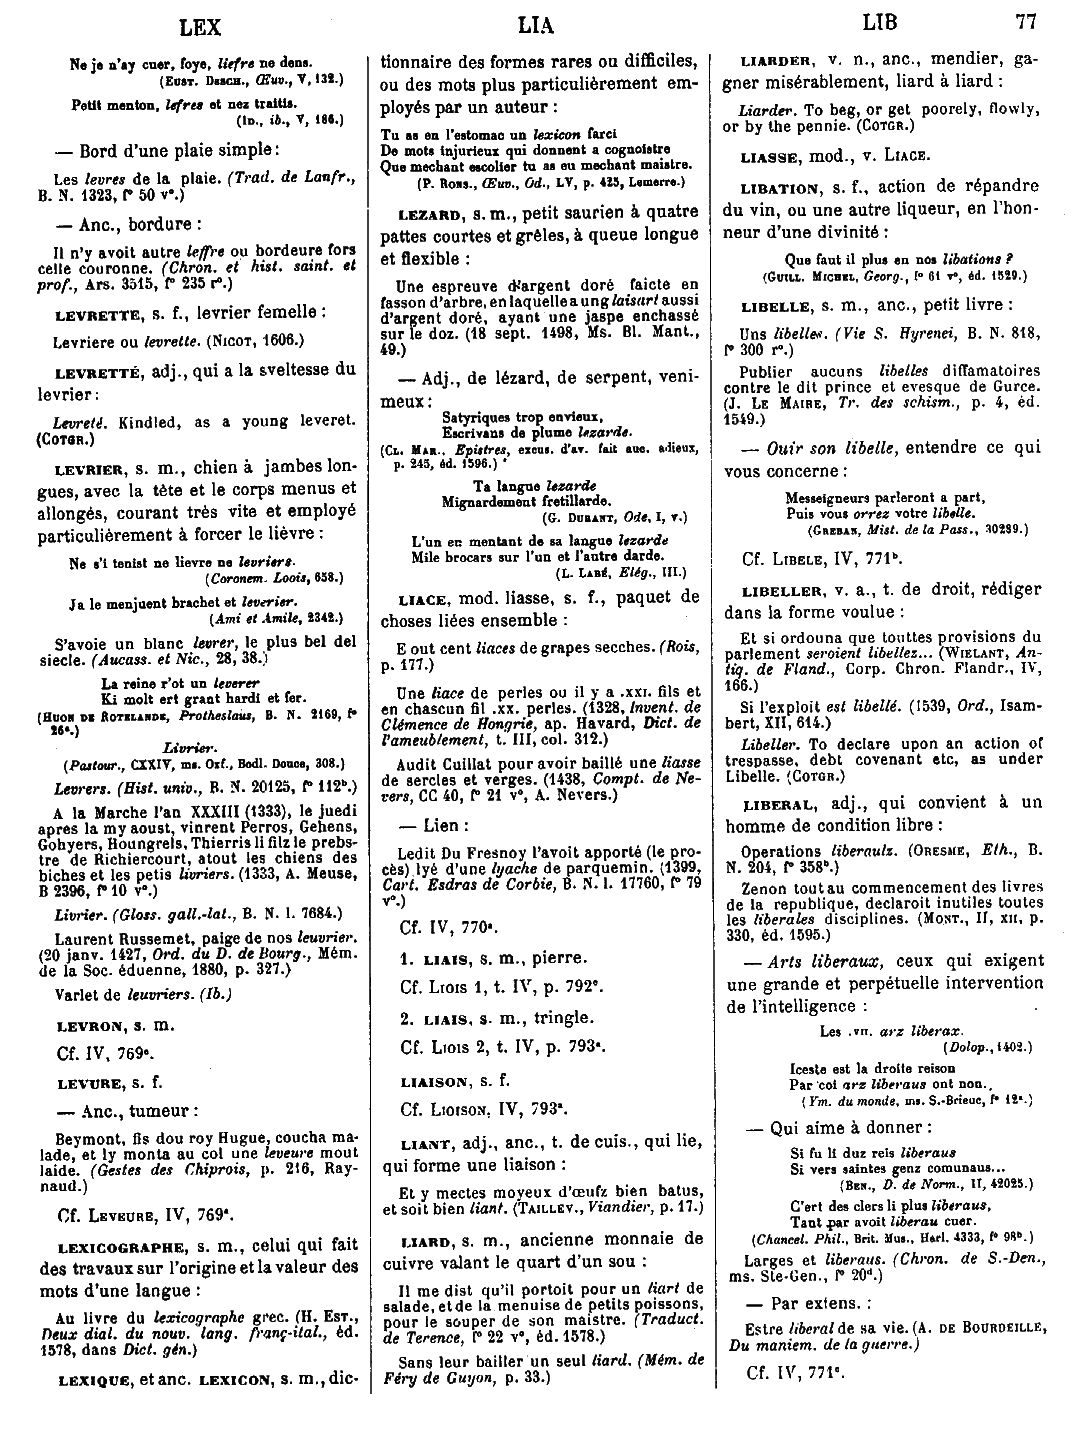 LEX
LIA
LIB
77
Ne je n'ay cuer, foye, liefre ne dens.
(EUST. DESCH., Œuv., V, 132.)
Petit menton, lefres et nez traitis.
(ID., ib., V, 186.)
— Bord d'une plaie simple :
Les levres de la plaie. (Trad. de Lanfr.,
B. N. 1323, f° 50 v°.)
— Anc., bordure :
Il n'y avoit autre leffre ou bordeure fors
celle couronne. (Chron. et hist. saint. et
prof., Ars. 3515, f° 235 r°.)
LEVRETTE, s. f., levrier femelle :
Levriere ou levrette. (NICOT, 1606.)
LEVRETTÉ, adj., qui a la sveltesse du
levrier :
Levreté. Kindled, as a young leveret.
(COTGR.)
LEVRIER, s. m., chien à jambes lon-
gues, avec la tête et le corps menus et
allongés, courant très vite et employé
particulièrement à forcer le lièvre :
Ne s'i tenist ne lievre ne levriers.
(Coronem. Loois, 658.)
Ja le menjuent brachet et leverier.
(Ami et Amile, 2342.)
S'avoie un blanc levrer, le plus bel del
siecle. (Aucass. et Nic., 28, 38.)
La reine r'ot un leverer
Ki molt ert grant hardi et fer.
(HUON DE ROTELANDE, Prothesläus, B. N. 2169, f°
26ᵃ.)
Livrier.
(Pastour., CXXIV, ms. Oxf., Bodl. Douce, 308.)
Levrers. (Hist. univ., B. N. 20125, f° 112ᵇ.)
A la Marche l'an XXXIII (1333), le juedi
apres la my aoust, vinrent Perros, Gehens,
Gohyers, Houngrels, Thierris li filz le prebs-
tre de Richiercourt, atout les chiens des
biches et les petis livriers. (1333, A. Meuse,
B 2396, f° 10 v°.)
Livrier. (Gloss. gall.-lat., B. N. l. 7684.)
Laurent Russemet, paige de nos leuvrier.
(20 janv. 1427, Ord. du D. de Bourg., Mém.
de la Soc. éduenne, 1880, p. 327.)
Varlet de leuvriers. (Ib.)
LEVRON, s. m.
Cf. IV, 769ᵃ.
LEVURE, s. f.
— Anc., tumeur :
Beymont, fis dou roy Hugue, coucha ma-
lade, et ly monta au col une leveure mout
laide. (Gestes des Chiprois, p. 216, Ray-
naud.)
Cf. LEVEURE, IV, 769ᵃ.
LEXICOGRAPHE, s. m., celui qui fait
des travaux sur l'origine et la valeur des
mots d'une langue :
Au livre du lexicographe grec. (H. EST.,
Deux dial. du nouv. lang. franç-ital., éd.
1578, dans Dict. gén.)
LEXIQUE, et anc. LEXICON, s. m., dic-
tionnaire des formes rares ou difficiles,
ou des mots plus particulièrement em-
ployés par un auteur :
Tu as en l'estomac un lexicon farci
De mots injurieux qui donnent a cognoistre
Que mechant escolier tu as eu mechant maistre.
(P. RONS., Œuv., Od., LV, p. 425, Lemerre.)
LEZARD, s. m., petit saurien à quatre
pattes courtes et grêles, à queue longue
et flexible :
Une espreuve d'argent doré faicte en
fasson d'arbre, en laquelle a ung laisart aussi
d'argent doré, ayant une jaspe enchassé
sur le doz. (18 sept. 1498, Ms. Bl. Mant.,
49.)
— Adj., de lézard, de serpent, veni-
meux :
Satyriques trop envieux,
Escrivans de plume lezarde.
(CL. MAR., Epistres, excus. d'av. fait auc. adieux,
p. 245, éd. 1596.)
Ta langue lezarde
Mignardement fretillarde.
(G. DURANT, Ode, I, v.)
L'un en mentant de sa langue lezarde
Mile brocars sur l'un et l'autre darde.
(L. LABÉ, Elég., III.)
LIACE, mod. liasse, s. f., paquet de
choses liées ensemble :
E out cent liaces de grapes secches. (Rois,
p. 177.)
Une liace de perles ou il y a .XXI. fils et
en chascun fil .xx. perles. (1328, Invent. de
Clémence de Hongrie, ap. Havard, Dict. de
l'ameublement, t. III, col. 312.)
Audit Cuillat pour avoir baillé une liasse
de sercles et verges. (1438, Compt. de Ne-
vers, CC 40, f° 21 v°, A. Nevers.)
— Lien :
Ledit Du Fresnoy l'avoit apporté (le pro-
cès) lyé d'une lyache de parquemin. (1399,
Cart. Esdras de Corbie, B. N. l. 17760, f° 79
v°.)
Cf. IV, 770ᵃ.
1. LIAIS, s. m., pierre.
Cf. LIOIS 1, t. IV, p. 792ᶜ.
2. LIAIS, s. m., tringle.
Cf. LIOIS 2, t. IV, p. 793ᵃ.
LIAISON, s. f.
Cf. LIOISON, IV, 793ᵃ.
LIANT, adj., anc., t. de cuis., qui lie,
qui forme une liaison :
Et y mectes moyeux d'œufz bien batus,
et soit bien liant. (TAILLEV., Viandier, p. 17.)
LIARD, s. m., ancienne monnaie de
cuivre valant le quart d'un sou :
Il me dist qu'il portoit pour un liart de
salade, et de la menuise de petits poissons,
pour le souper de son maistre. (Traduct.
de Terence, f° 22 v°, éd. 1578.)
Sans leur bailler un seul liard. (Mém. de
Féry de Guyon, p. 33.)
LIARDER, v. n., anc., mendier, ga-
gner misérablement, liard à liard :
Liarder. To beg, or get poorely, flowly,
or by the pennie. (COTGR.)
LIASSE, mod., v. LIACE.
LIBATION, s. f., action de répandre
du vin, ou une autre liqueur, en l'hon-
neur d'une divinité :
Que faut il plus en nos libations ?
(GUILL. MICHEL, Georg., f° 61 v°, éd. 1529.)
LIBELLE, s. m., anc., petit livre :
Uns libelles. (Vie S. Hyrenei, B. N. 818,
f° 300 r°.)
Publier aucuns libelles diffamatoires
contre le dit prince et evesque de Gurce.
(J. LE MAIRE, Tr. des schism., p. 4, éd.
1549.)
— Ouir son libelle, entendre ce qui
vous concerne :
Messeigneurs parleront a part,
Puis vous orrez votre libelle.
(GREBAN, Mist. de la Pass., 30289.)
Cf. LIBELE, IV, 771ᵇ.
LIBELLER, v. a., t. de droit, rédiger
dans la forme voulue :
Et si ordouna que touttes provisions du
parlement seroient libellez... (WIELANT, An-
tiq. de Fland., Corp. Chron. Flandr., IV,
166.)
Si l'exploit est libellé. (1539, Ord., Isam-
bert, XII, 614.)
Libeller. To declare upon an action of
trespasse, debt covenant etc, as under
Libelle. (COTGR.)
LIBERAL, adj., qui convient à un
homme de condition libre :
Operations liberaulz. (ORESME, Eth., B.
N. 204, f° 358ᵇ.)
Zenon tout au commencement des livres
de la republique, declaroit inutiles toutes
les liberales disciplines. (MONT., II, XII, p.
330, éd. 1595.)
— Arts liberaux, ceux qui exigent
une grande et perpétuelle intervention
de l'intelligence :
Les .VII. arz liberax.
(Dolop., 1402.)
Iceste est la droite reison
Par coi arz liberaus ont non.,
(Ym. du monde, ms. S.-Brieuc, f° 12ᵃ.)
— Qui aime à donner :
Si fu li duz reis liberaus
Si vers saintes genz comunaus...
(BEN., D. de Norm., II, 42025.)
C'ert des clers li plus liberaus,
Tant par avoit liberau cuer.
(Chancel. Phil., Brit. Mus., Harl. 4333, f° 98ᵇ.)
Larges et liberaus. (Chron. de S.-Den.,
ms. Ste-Gen., f° 20ᵈ.)
— Par extens. :
Estre liberal de sa vie. (A. DE BOURDEILLE,
Du maniem. de la guerre.)
Cf. IV, 771ᶜ.